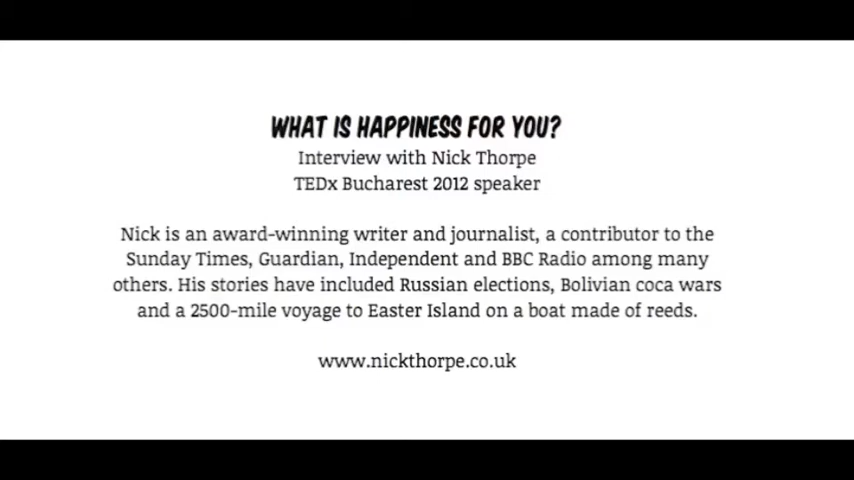 WHAT IS HAPPINESS FOR YOU?
Interview with Nick Thorpe
TEDx Bucharest 2012 speaker
Nick is an award-winning writer and journalist, a contributor to the
Sunday Times, Guardian, Independent and BBC Radio among many
others. His stories have included Russian elections, Bolivian coca wars
and a 2500-mile voyage to Easter Island on a boat made of reeds.
www.nickthorpe.co.uk